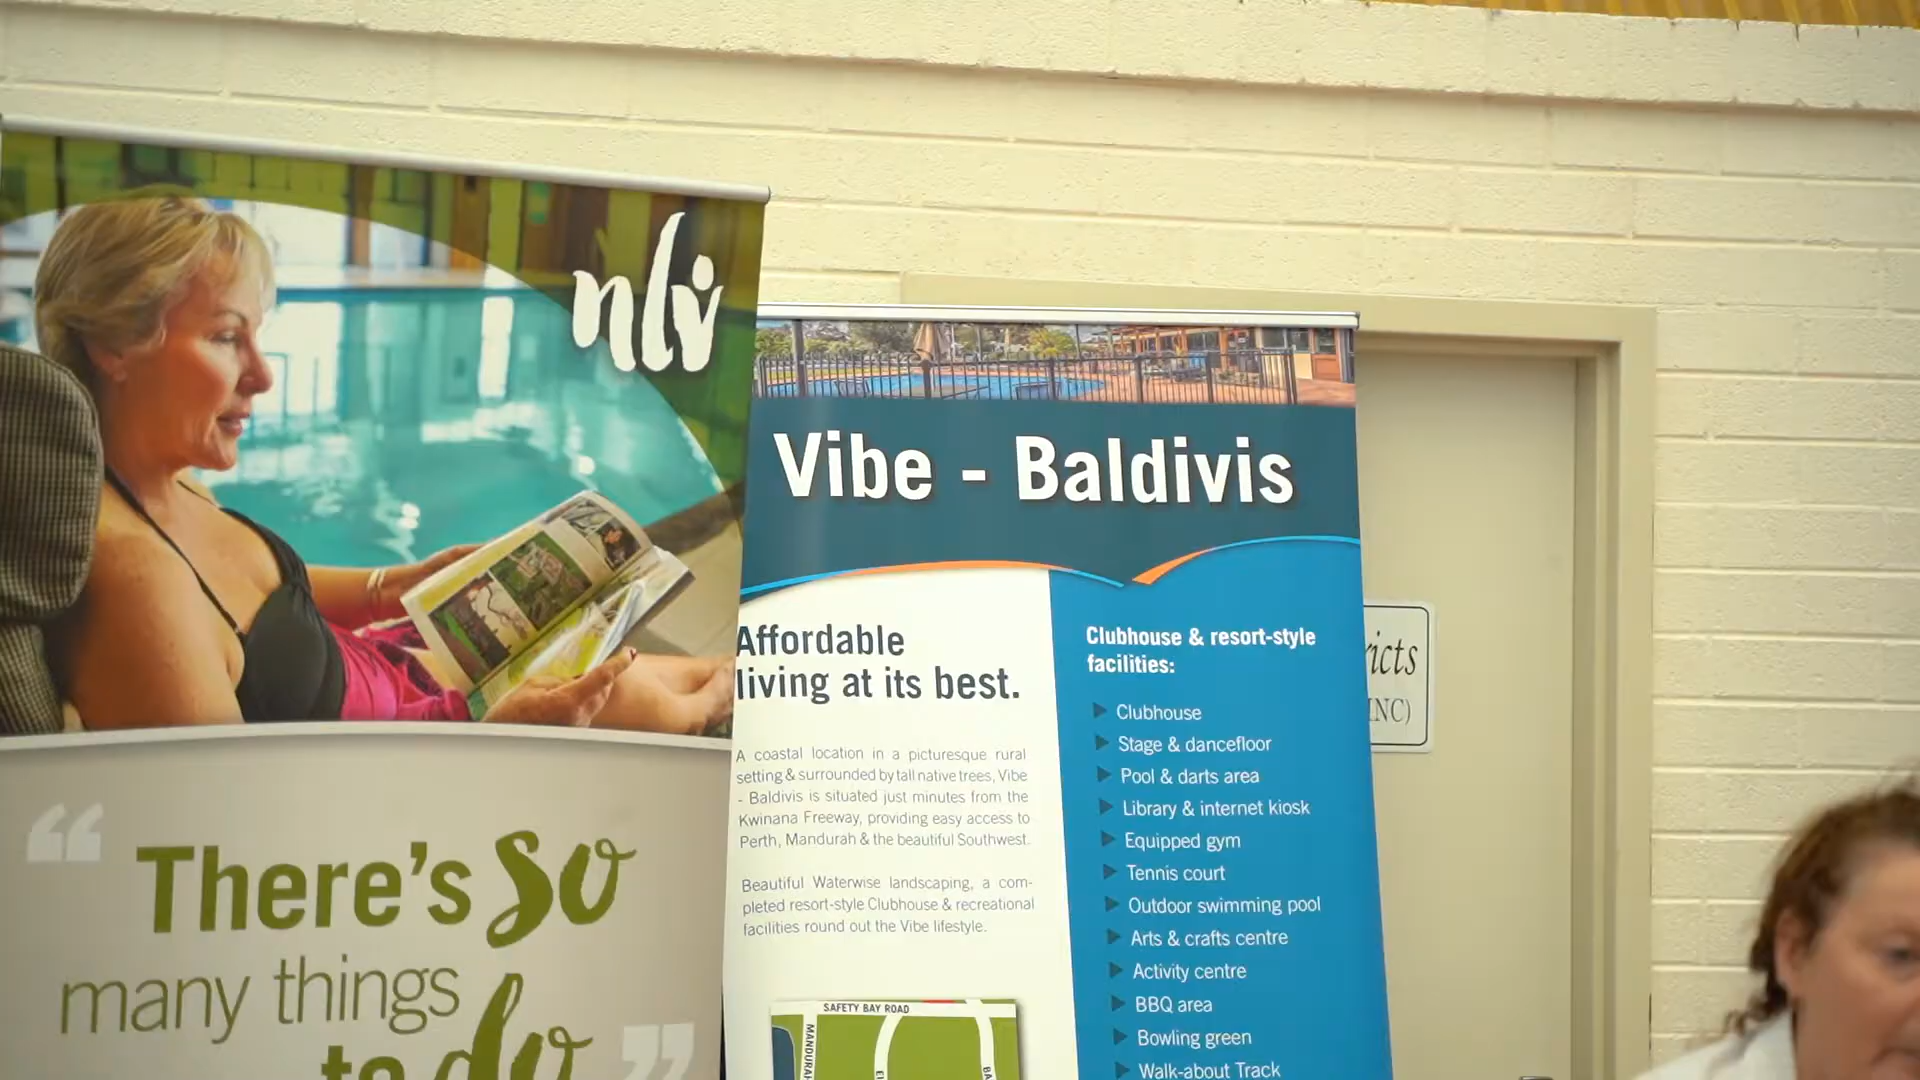 nlv
"There's so
many things
to do"
Vibe - Baldivis
Affordable
living at its best.
A coastal location in a picturesque rural
setting & surrounded by tall native trees, Vibe
- Baldivis is situated just minutes from the
Kwinana Freeway, providing easy access to
Perth, Mandurah & the beautiful Southwest.
Beautiful Waterwise landscaping, a com-
pleted resort-style Clubhouse & recreational
facilities round out the Vibe lifestyle.
SAFETY BAY ROAD
Clubhouse & resort-style
facilities:
Clubhouse
Stage & dancefloor
Pool & darts area
Library & internet kiosk
Equipped gym
Tennis court
Outdoor swimming pool
Arts & crafts centre
Activity centre
BBQ area
Bowling green
Walk-about Track
ricts
INC)